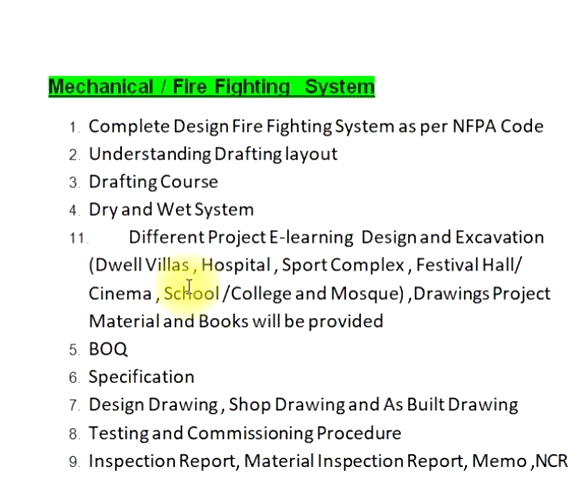 Mechanical / Fire Fighting System
1. Complete Design Fire Fighting System as per NFPA Code
2. Understanding Drafting layout
3. Drafting Course
4. Dry and Wet System
11. Different Project E-learning Design and Excavation
(Dwell Villas , Hospital , Sport Complex , Festival Hall/
Cinema , School /College and Mosque) ,Drawings Project
Material and Books will be provided
5. BOQ
6. Specification
7. Design Drawing , Shop Drawing and As Built Drawing
8. Testing and Commissioning Procedure
9. Inspection Report, Material Inspection Report, Memo ,NCR